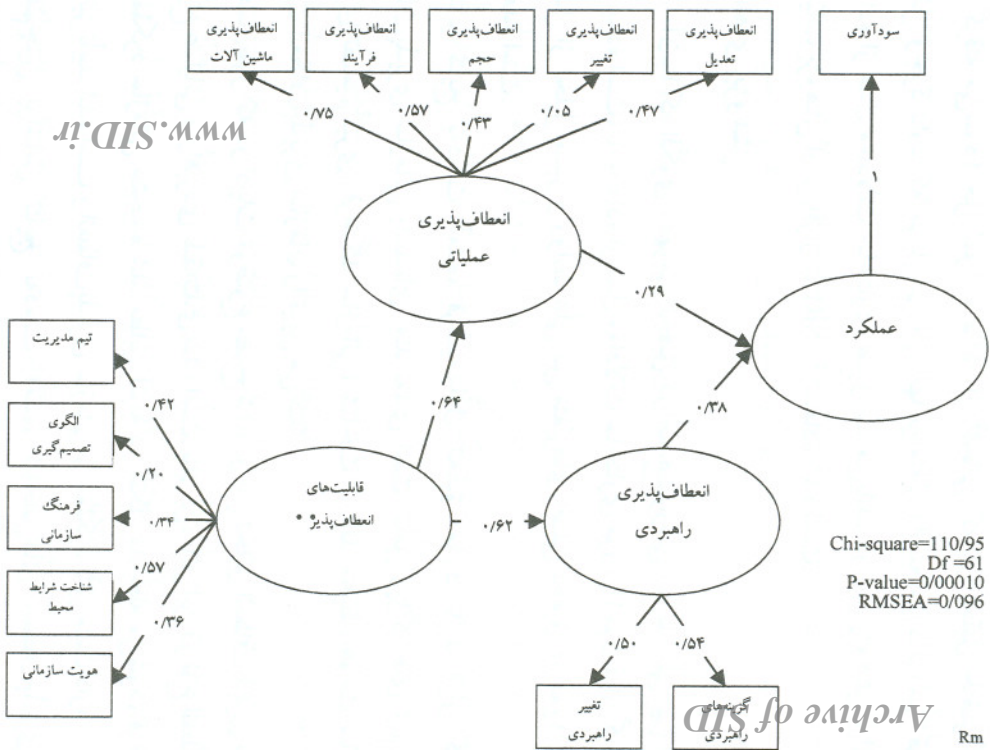 انعطاف‌پذیری
ماشین آلات
انعطاف‌پذیری
فرآیند
انعطاف‌پذیری
حجم
انعطاف‌پذیری
تغییر
انعطاف‌پذیری
تعدیل
سودآوری
۰/۷۵
۰/۵۷
۰/۴۳
۰/۰۵
۰/۴۷
www.SID.ir
۱
انعطاف‌پذیری
عملیاتی
۰/۲۹
عملکرد
تیم مدیریت
۰/۴۲
الگوی
تصمیم‌گیری
۰/۲۰
فرهنگ
سازمانی
۰/۳۴
شناخت شرایط
محیط
۰/۵۷
هویت سازمانی
۰/۳۶
۰/۶۴
۰/۳۸
قابلیت‌های
انعطاف‌پذیر
۰/۶۲
انعطاف‌پذیری
راهبردی
Chi-square=110/95
Df =61
P-value=0/00010
RMSEA=0/096
۰/۵۰
۰/۵۴
تغییر
راهبردی
گزینه‌های
راهبردی
Archive of SID
Rm